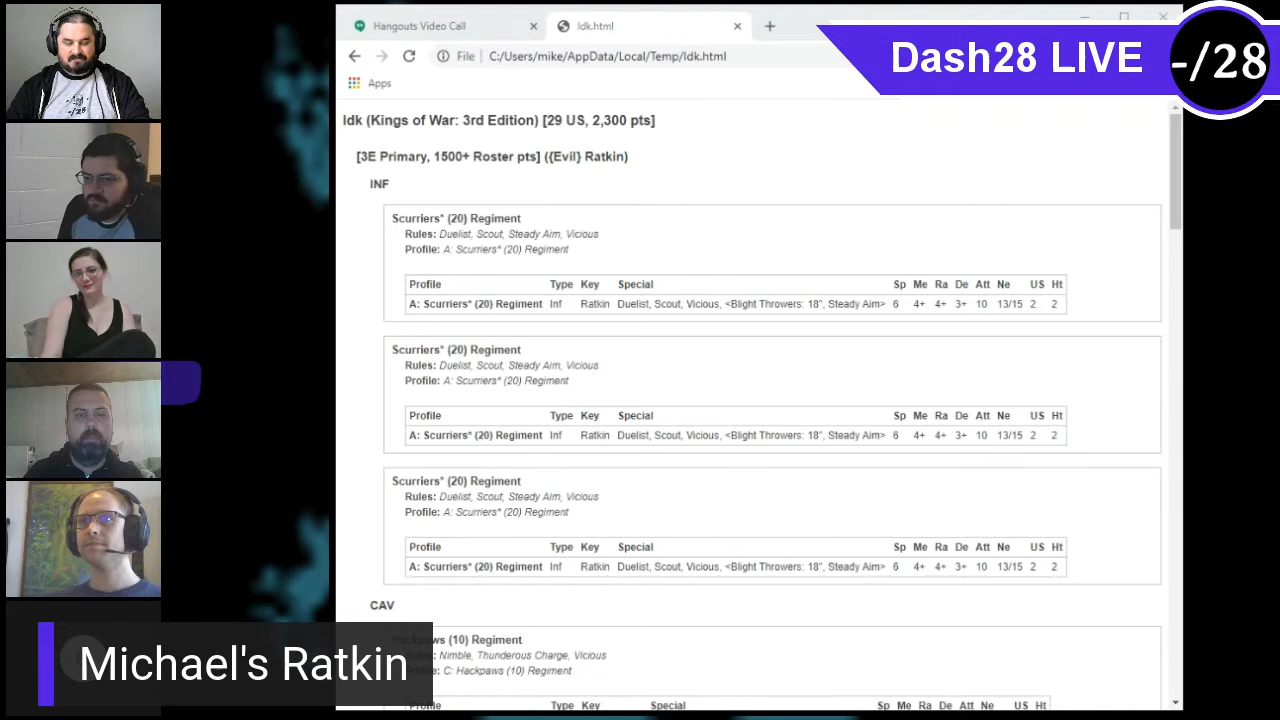 Hangouts Video Call
Idk.html
Dash28 LIVE
-/28
File
C:/Users/mike/AppData/Local/Temp/Idk.html
Apps
Idk (Kings of War: 3rd Edition) [29 US, 2,300 pts]
[3E Primary, 1500+ Roster pts] ({Evil} Ratkin)
INF
Scurriers* (20) Regiment
Rules: Duelist, Scout, Steady Aim, Vicious
Profile: A: Scurriers* (20) Regiment
Profile Type Key Special Sp Me Ra De Att Ne US Ht
A: Scurriers* (20) Regiment Inf Ratkin Duelist, Scout, Vicious, <Blight Throwers: 18", Steady Aim> 6 4+ 4+ 3+ 10 13/15 2 2
Scurriers* (20) Regiment
Rules: Duelist, Scout, Steady Aim, Vicious
Profile: A: Scurriers* (20) Regiment
Profile Type Key Special Sp Me Ra De Att Ne US Ht
A: Scurriers* (20) Regiment Inf Ratkin Duelist, Scout, Vicious, <Blight Throwers: 18", Steady Aim> 6 4+ 4+ 3+ 10 13/15 2 2
Scurriers* (20) Regiment
Rules: Duelist, Scout, Steady Aim, Vicious
Profile: A: Scurriers* (20) Regiment
Profile Type Key Special Sp Me Ra De Att Ne US Ht
A: Scurriers* (20) Regiment Inf Ratkin Duelist, Scout, Vicious, <Blight Throwers: 18", Steady Aim> 6 4+ 4+ 3+ 10 13/15 2 2
CAV
Hackpaws (10) Regiment
Nimble, Thunderous Charge, Vicious
C: Hackpaws (10) Regiment
Type Key Special Sp Me Ra De Att Ne US Ht
Michael's Ratkin